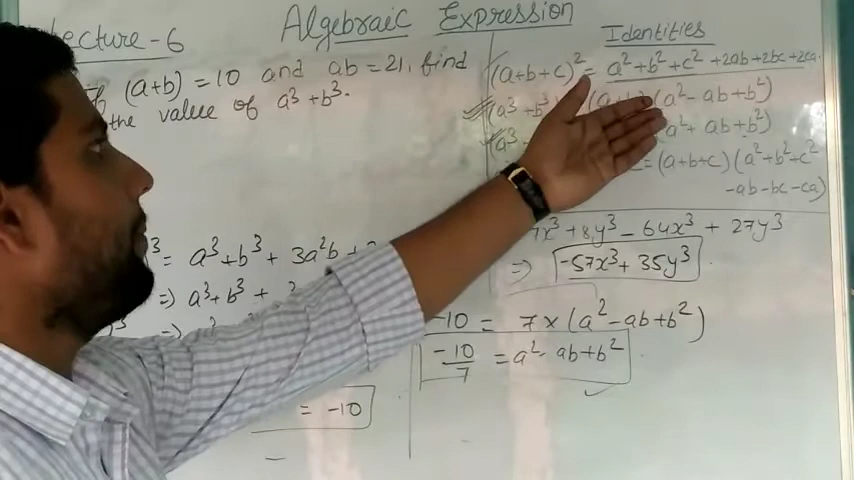 Lecture-6
Algebraic Expression
(a+b) = 10 and ab = 21, find
the value of a³+b³.
Identities
(a+b+c)² = a²+b²+c²+2ab+2bc+2ca
(a³+b³) (a+b) (a²-ab+b²)
(a³- a²+ab+b²)
= (a+b+c) (a²+b²+c²
-ab-bc-ca)
= a³+b³ + 3a²b +
=> a³+b³ +
=>
= -10
7x³+8y³-64x³ + 27y³
=> -57x³+35y³
-10 = 7×(a²-ab+b²)
-10/7 = a²-ab+b²